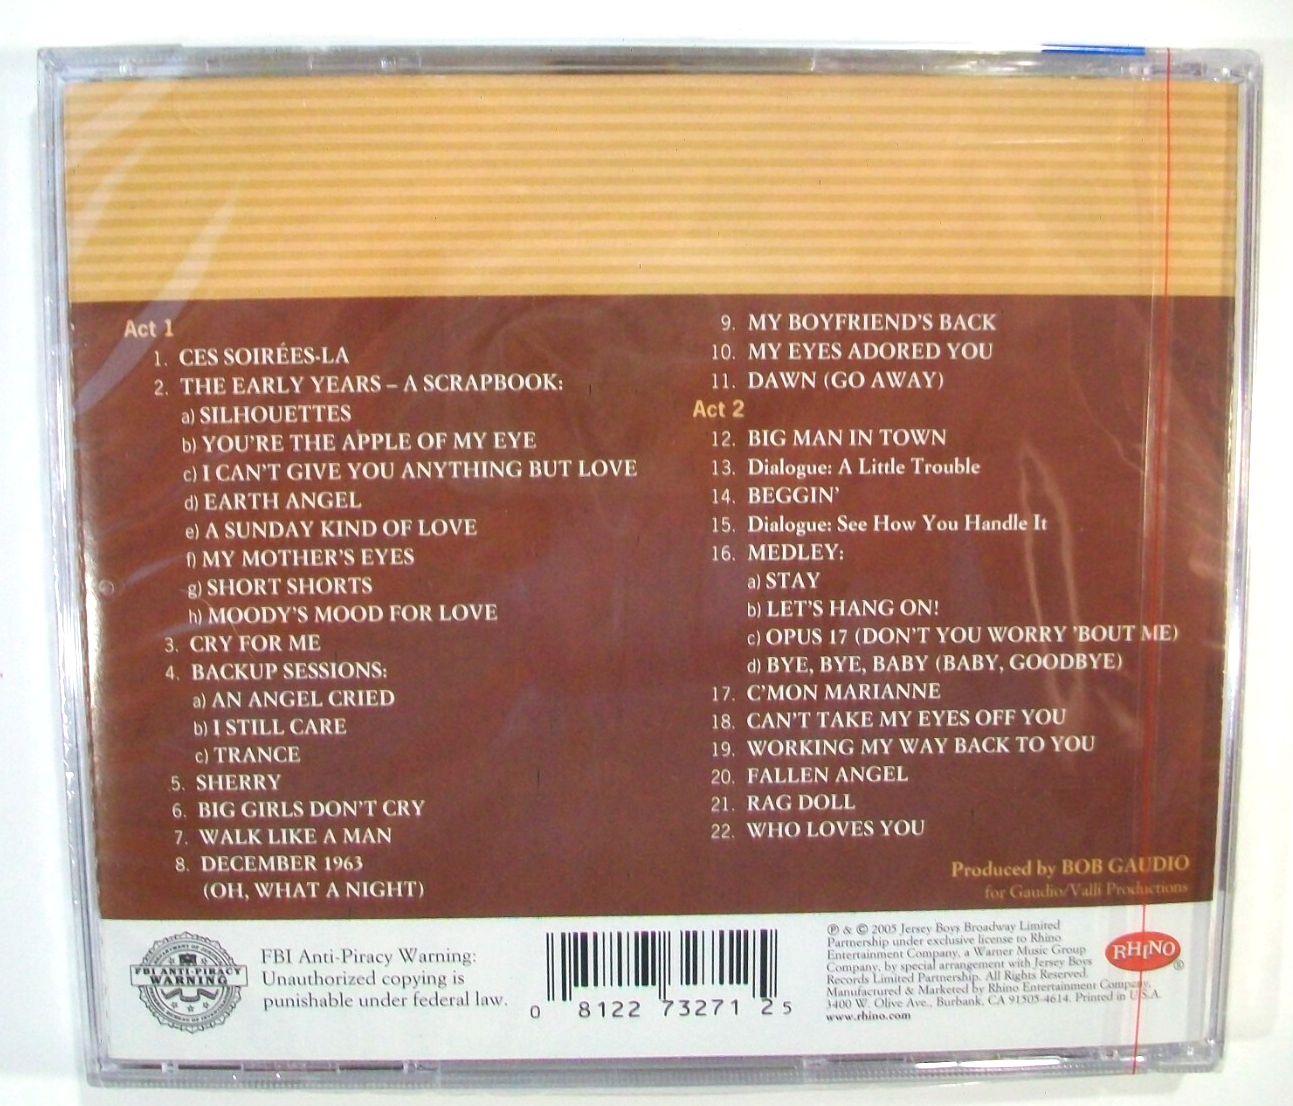 Act 1
1. CES SOIRÉES-LA
2. THE EARLY YEARS – A SCRAPBOOK:
a) SILHOUETTES
b) YOU'RE THE APPLE OF MY EYE
c) I CAN'T GIVE YOU ANYTHING BUT LOVE
d) EARTH ANGEL
e) A SUNDAY KIND OF LOVE
f) MY MOTHER'S EYES
g) SHORT SHORTS
h) MOODY'S MOOD FOR LOVE
3. CRY FOR ME
4. BACKUP SESSIONS:
a) AN ANGEL CRIED
b) I STILL CARE
c) TRANCE
5. SHERRY
6. BIG GIRLS DON'T CRY
7. WALK LIKE A MAN
8. DECEMBER 1963
(OH, WHAT A NIGHT)
9. MY BOYFRIEND'S BACK
10. MY EYES ADORED YOU
11. DAWN (GO AWAY)
Act 2
12. BIG MAN IN TOWN
13. Dialogue: A Little Trouble
14. BEGGIN'
15. Dialogue: See How You Handle It
16. MEDLEY:
a) STAY
b) LET'S HANG ON!
c) OPUS 17 (DON'T YOU WORRY 'BOUT ME)
d) BYE, BYE, BABY (BABY, GOODBYE)
17. C'MON MARIANNE
18. CAN'T TAKE MY EYES OFF YOU
19. WORKING MY WAY BACK TO YOU
20. FALLEN ANGEL
21. RAG DOLL
22. WHO LOVES YOU
Produced by BOB GAUDIO
for Gaudio/Valli Productions
FBI ANTI-PIRACY
WARNING
FBI Anti-Piracy Warning:
Unauthorized copying is
punishable under federal law.
0 8122 73271 2 5
℗ & © 2005 Jersey Boys Broadway Limited
Partnership under exclusive license to Rhino
Entertainment Company, a Warner Music Group
Company, by special arrangement with Jersey Boys
Records Limited Partnership. All Rights Reserved.
Manufactured & Marketed by Rhino Entertainment Company,
3400 W. Olive Ave., Burbank, CA 91505-4614. Printed in U.S.A.
www.rhino.com
RHINO ®